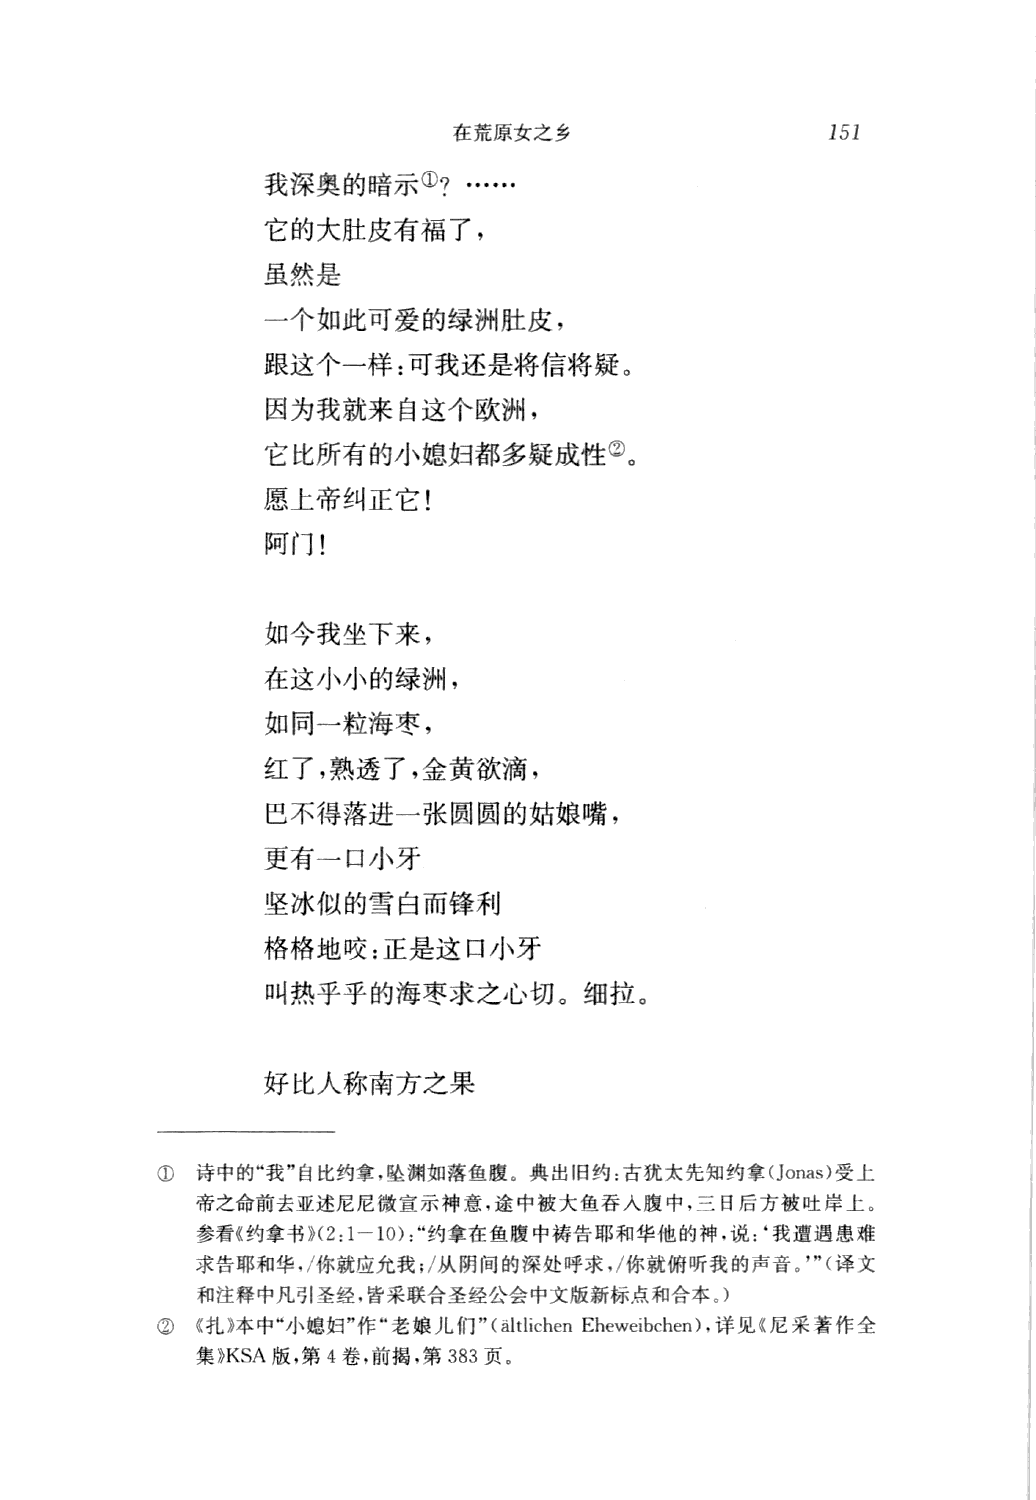 在荒原女之乡 151
我深奥的暗示①？……
它的大肚皮有福了，
虽然是
一个如此可爱的绿洲肚皮，
跟这个一样：可我还是将信将疑。
因为我就来自这个欧洲，
它比所有的小媳妇都多疑成性②。
愿上帝纠正它！
阿门！
如今我坐下来，
在这小小的绿洲，
如同一粒海枣，
红了，熟透了，金黄欲滴，
巴不得落进一张圆圆的姑娘嘴，
更有一口小牙
坚冰似的雪白而锋利
格格地咬：正是这口小牙
叫热乎乎的海枣求之心切。细拉。
好比人称南方之果
① 诗中的“我”自比约拿，坠渊如落鱼腹。典出旧约：古犹太先知约拿(Jonas)受上
帝之命前去亚述尼尼微宣示神意，途中被大鱼吞入腹中，三日后方被吐岸上。
参看《约拿书》(2:1—10)：“约拿在鱼腹中祷告耶和华他的神，说：‘我遭遇患难
求告耶和华，/你就应允我；/从阴间的深处呼求，/你就俯听我的声音。’”（译文
和注释中凡引圣经，皆采联合圣经公会中文版新标点和合本。）
② 《扎》本中“小媳妇”作“老娘儿们”(ältlichen Eheweibchen)，详见《尼采著作全
集》KSA 版，第 4 卷，前揭，第 383 页。